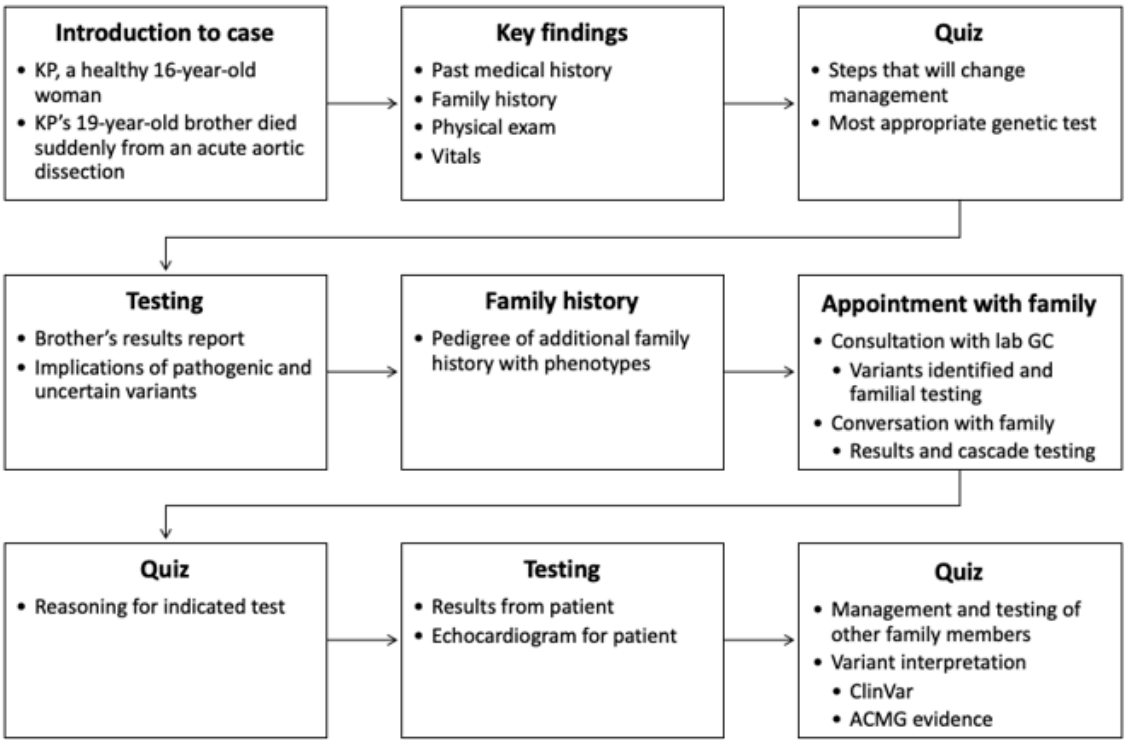 Introduction to case
• KP, a healthy 16-year-old
woman
• KP's 19-year-old brother died
suddenly from an acute aortic
dissection
Key findings
• Past medical history
• Family history
• Physical exam
• Vitals
Quiz
• Steps that will change
management
• Most appropriate genetic test
Testing
• Brother's results report
• Implications of pathogenic and
uncertain variants
Family history
• Pedigree of additional family
history with phenotypes
Appointment with family
• Consultation with lab GC
• Variants identified and
familial testing
• Conversation with family
• Results and cascade testing
Quiz
• Reasoning for indicated test
Testing
• Results from patient
• Echocardiogram for patient
Quiz
• Management and testing of
other family members
• Variant interpretation
• ClinVar
• ACMG evidence